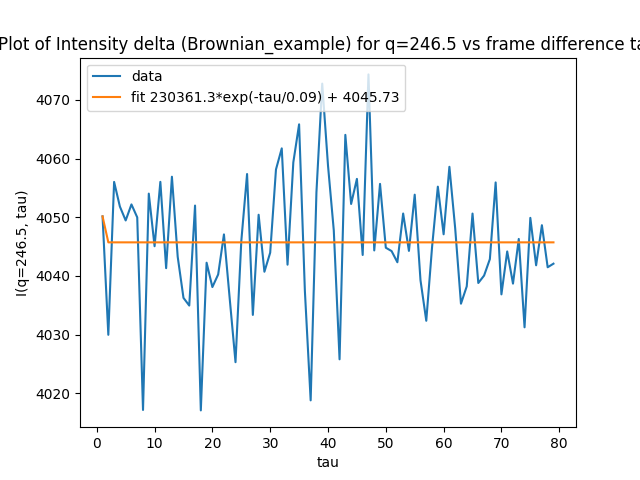 Plot of Intensity delta (Brownian_example) for q=246.5 vs frame difference ta
data
fit 230361.3*exp(-tau/0.09) + 4045.73
I(q=246.5, tau)
4070
4060
4050
4040
4030
4020
0 10 20 30 40 50 60 70 80
tau